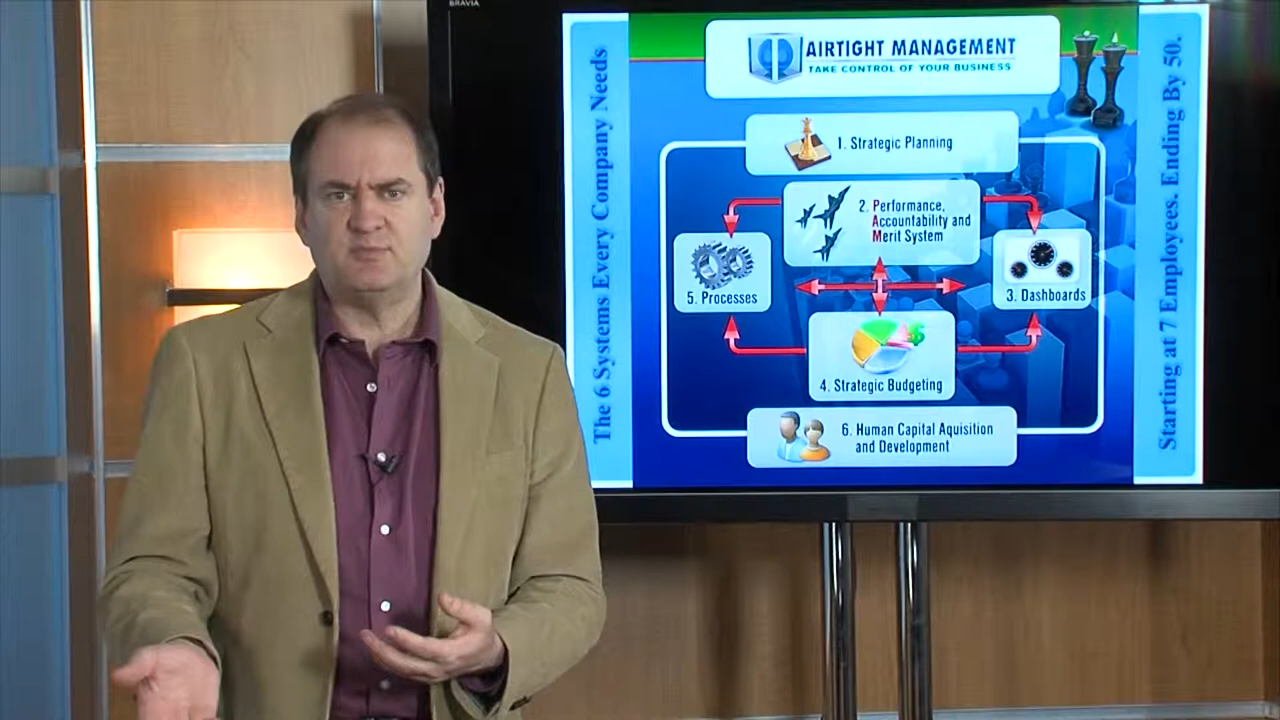 BRAVIA
The 6 Systems Every Company Needs
AIRTIGHT MANAGEMENT
TAKE CONTROL OF YOUR BUSINESS
1. Strategic Planning
2. Performance,
Accountability and
Merit System
5. Processes
3. Dashboards
4. Strategic Budgeting
6. Human Capital Aquisition
and Development
Starting at 7 Employees. Ending By 50.